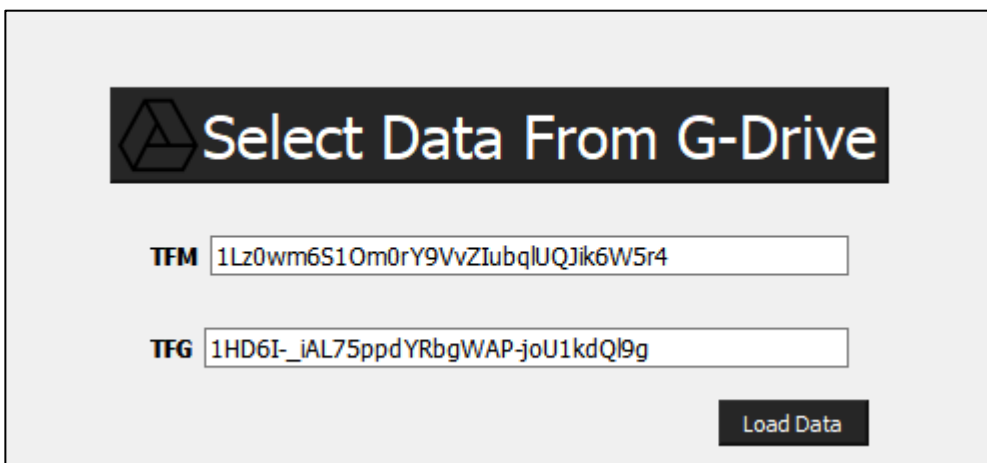 Select Data From G-Drive
TFM 1Lz0wm6S1Om0rY9VvZIubqlUQJik6W5r4
TFG 1HD6I-_iAL75ppdYRbgWAP-joU1kdQl9g
Load Data